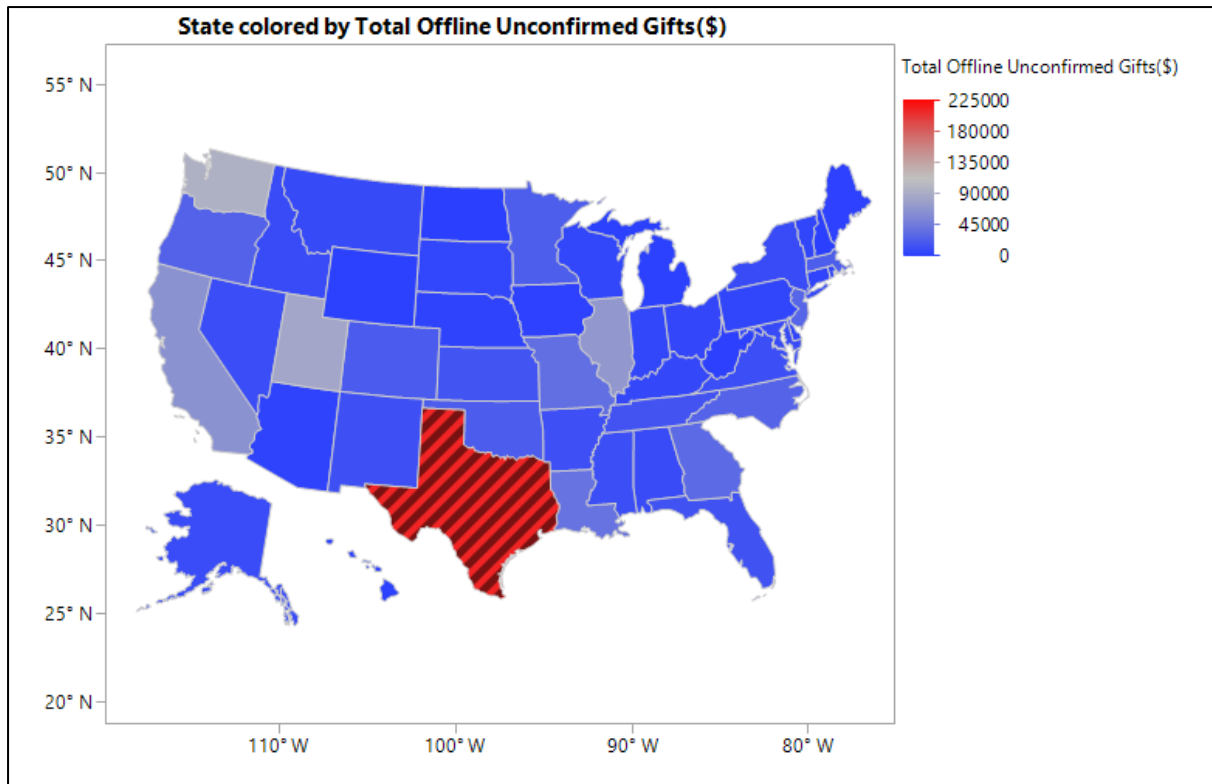 State colored by Total Offline Unconfirmed Gifts($)
Total Offline Unconfirmed Gifts($)
225000
180000
135000
90000
45000
0
55° N
50° N
45° N
40° N
35° N
30° N
25° N
20° N
110° W
100° W
90° W
80° W